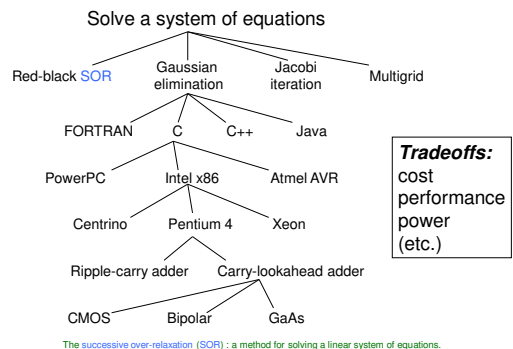 Solve a system of equations
Red-black SOR
Gaussian
elimination
Jacobi
iteration
Multigrid
FORTRAN
C
C++
Java
PowerPC
Intel x86
Atmel AVR
Centrino
Pentium 4
Xeon
Ripple-carry adder
Carry-lookahead adder
CMOS
Bipolar
GaAs
Tradeoffs:
cost
performance
power
(etc.)
The successive over-relaxation (SOR) : a method for solving a linear system of equations.